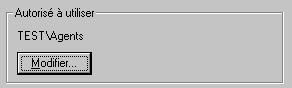 Autorisé à utiliser
TEST\Agents
Modifier...